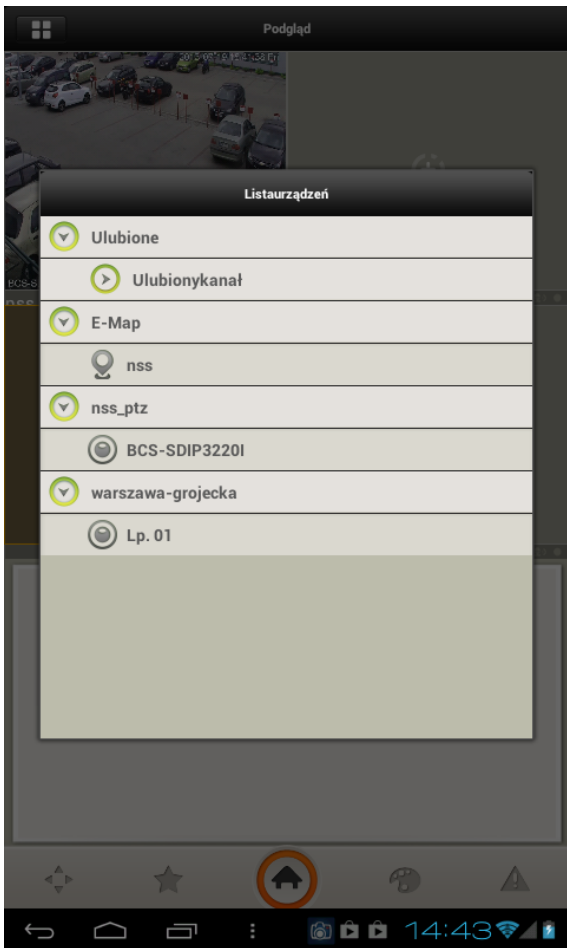 Podgląd
Listaurządzeń
Ulubione
Ulubionykanał
E-Map
nss
nss_ptz
BCS-SDIP3220I
warszawa-grojecka
Lp. 01
14:43